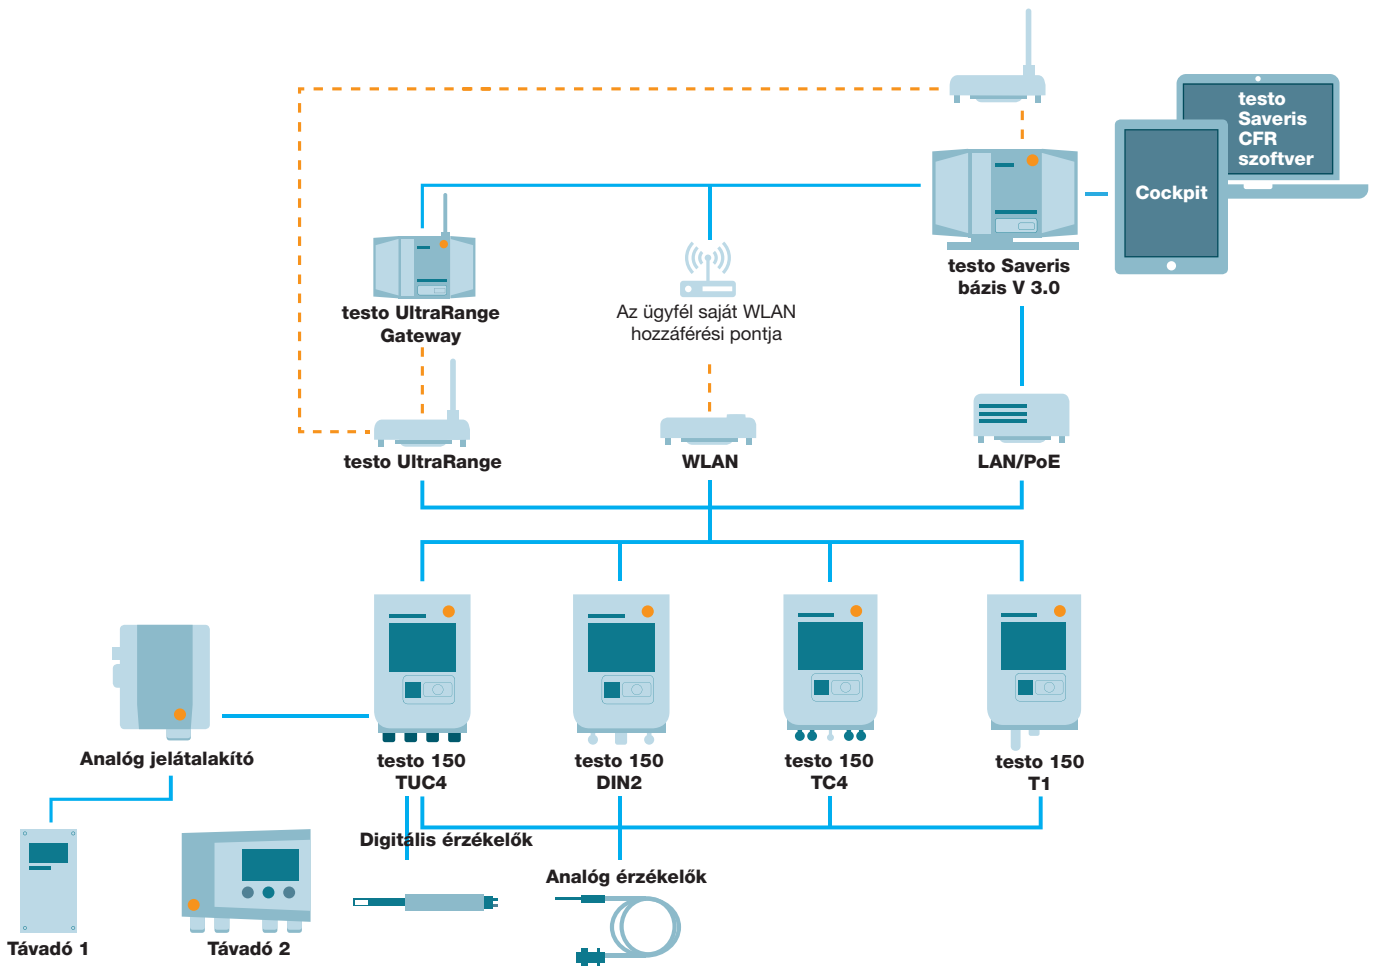 testo
Saveris
CFR
szoftver
Cockpit
testo Saveris
bázis V 3.0
testo UltraRange
Gateway
Az ügyfél saját WLAN
hozzáférési pontja
testo UltraRange
WLAN
LAN/PoE
Analóg jelátalakító
testo 150
TUC4
testo 150
DIN2
testo 150
TC4
testo 150
T1
Digitális érzékelők
Analóg érzékelők
Távadó 1
Távadó 2